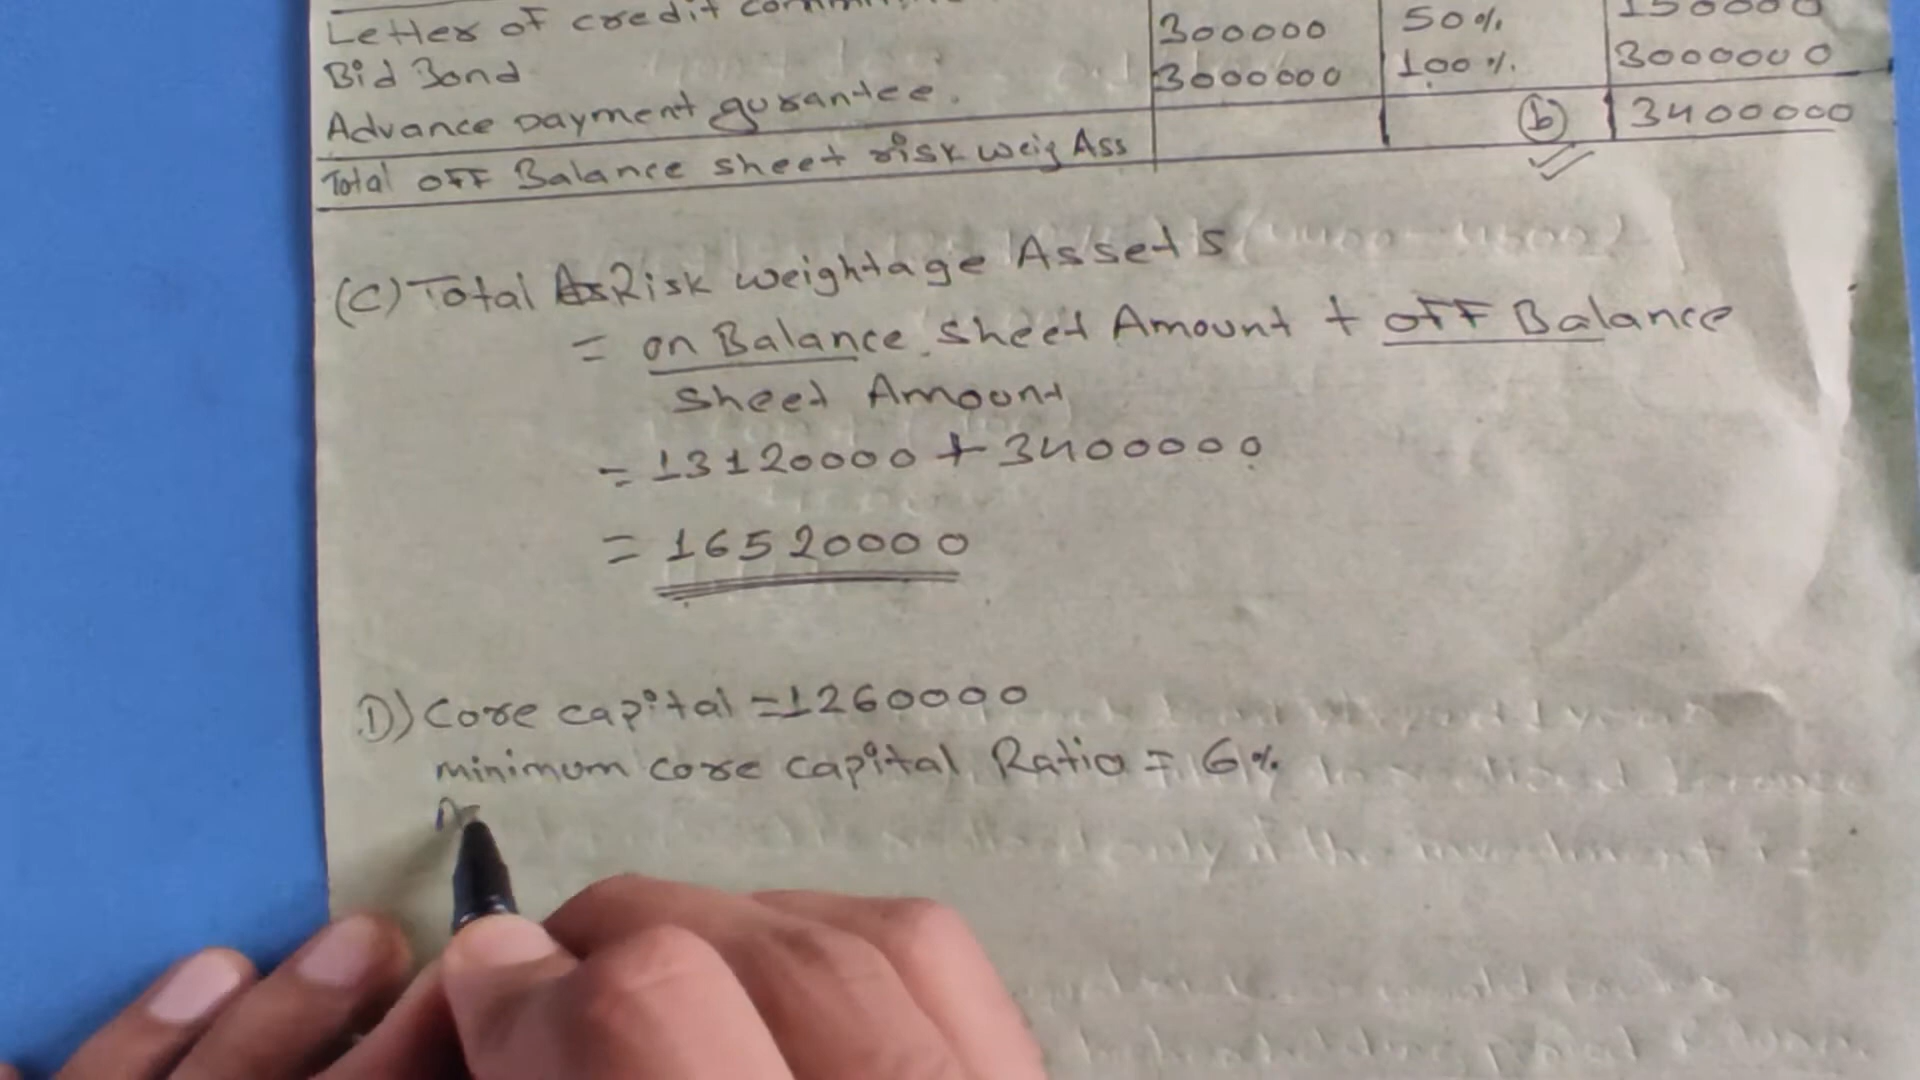 Letter of credit
300000 50% 150000
Bid Bond
3000000 100% 3000000
Advance payment gurantee.
(b) 3400000
Total OFF Balance sheet risk weig Ass
(C) Total Risk weightage Assets
= on Balance sheet Amount + OFF Balance
sheet Amount
= 13120000 + 3400000
= 16520000
D) Core capital = 1260000
minimum core capital Ratio = 6%